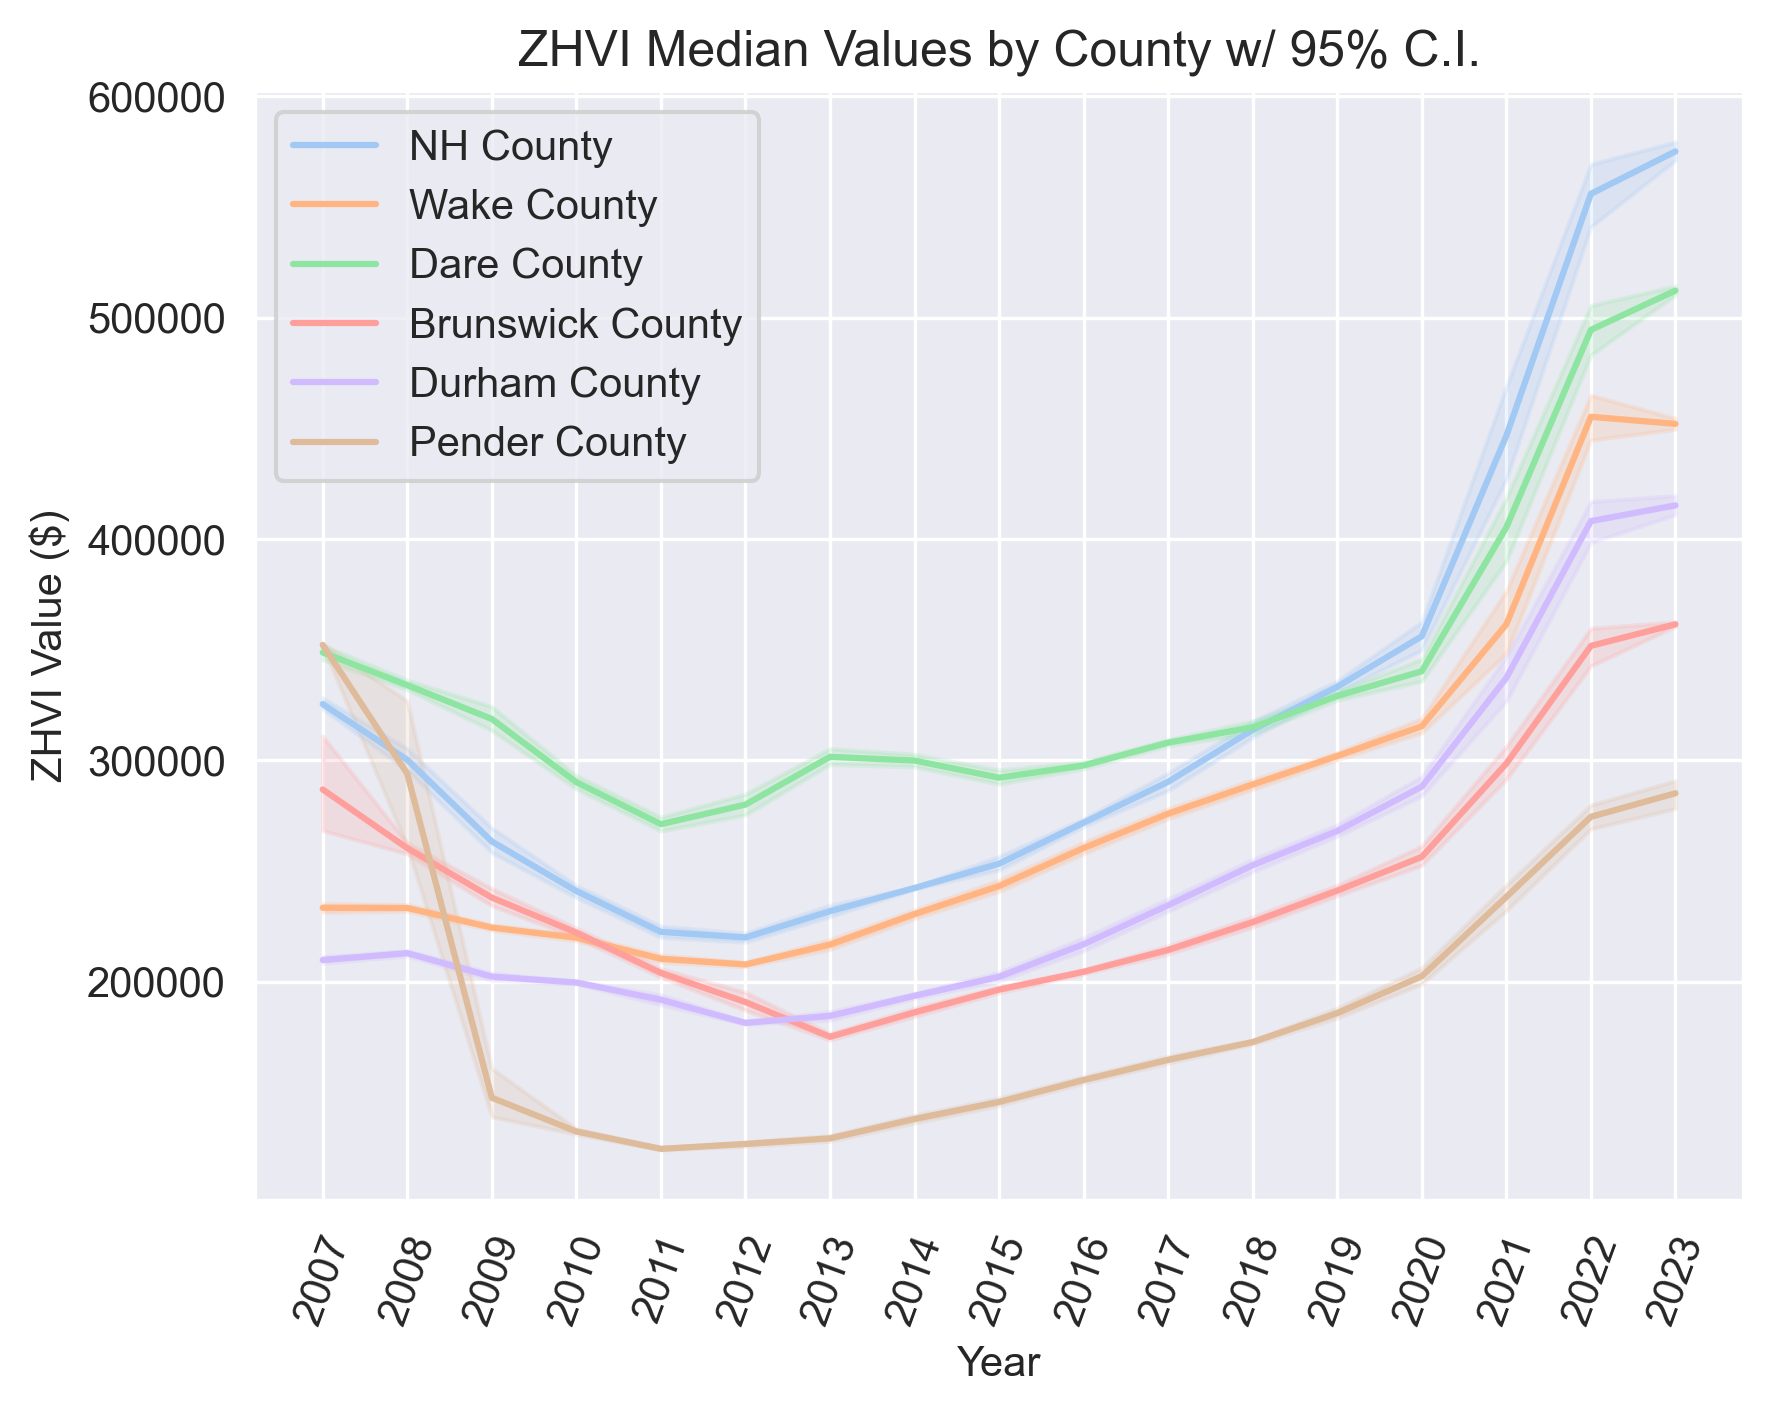 ZHVI Median Values by County w/ 95% C.I.
600000
500000
400000
300000
200000
ZHVI Value ($)
NH County
Wake County
Dare County
Brunswick County
Durham County
Pender County
2007 2008 2009 2010 2011 2012 2013 2014 2015 2016 2017 2018 2019 2020 2021 2022 2023
Year